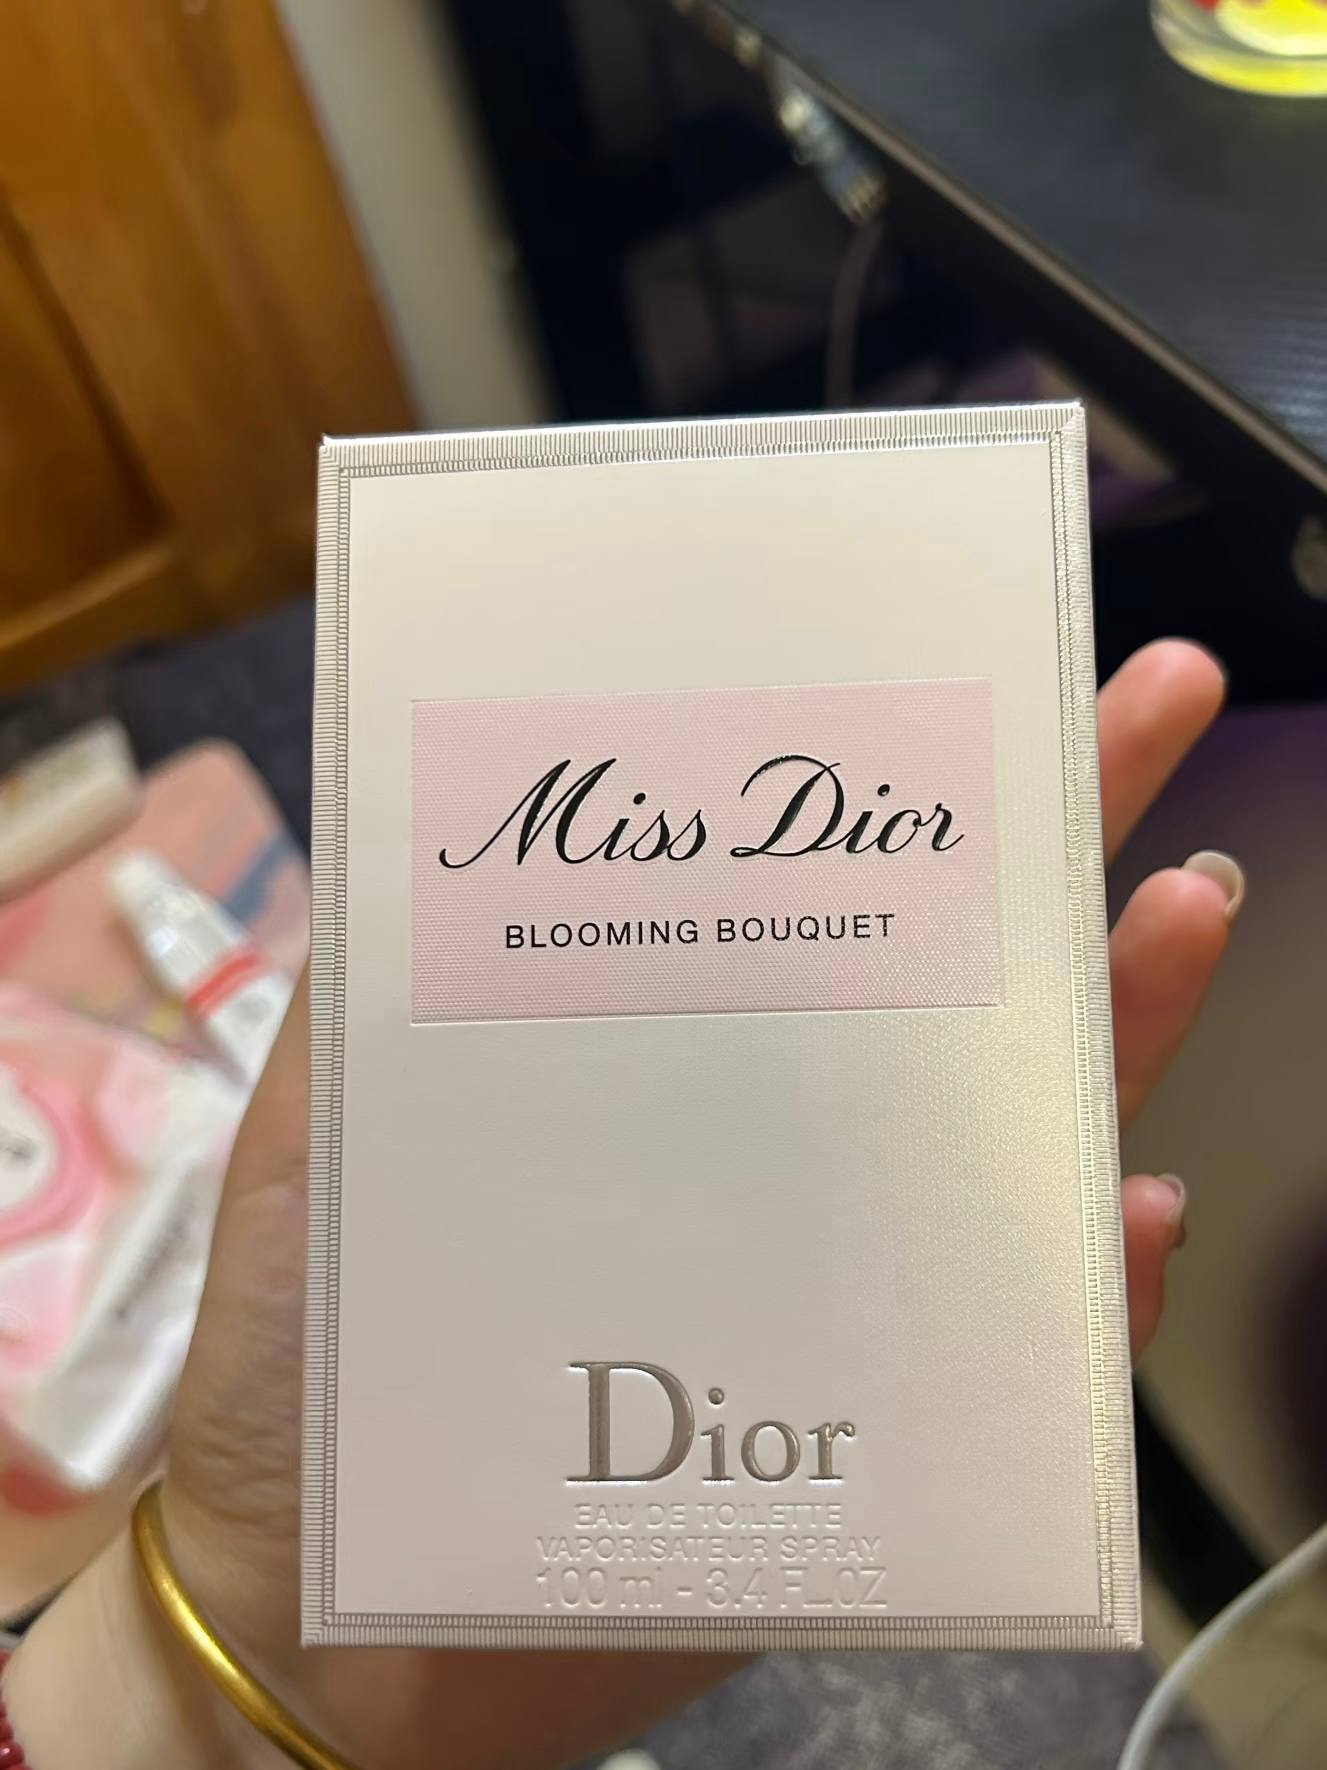 Miss Dior
BLOOMING BOUQUET
Dior
EAU DE TOILETTE
VAPORISATEUR SPRAY
100 ml - 3.4 FL.OZ